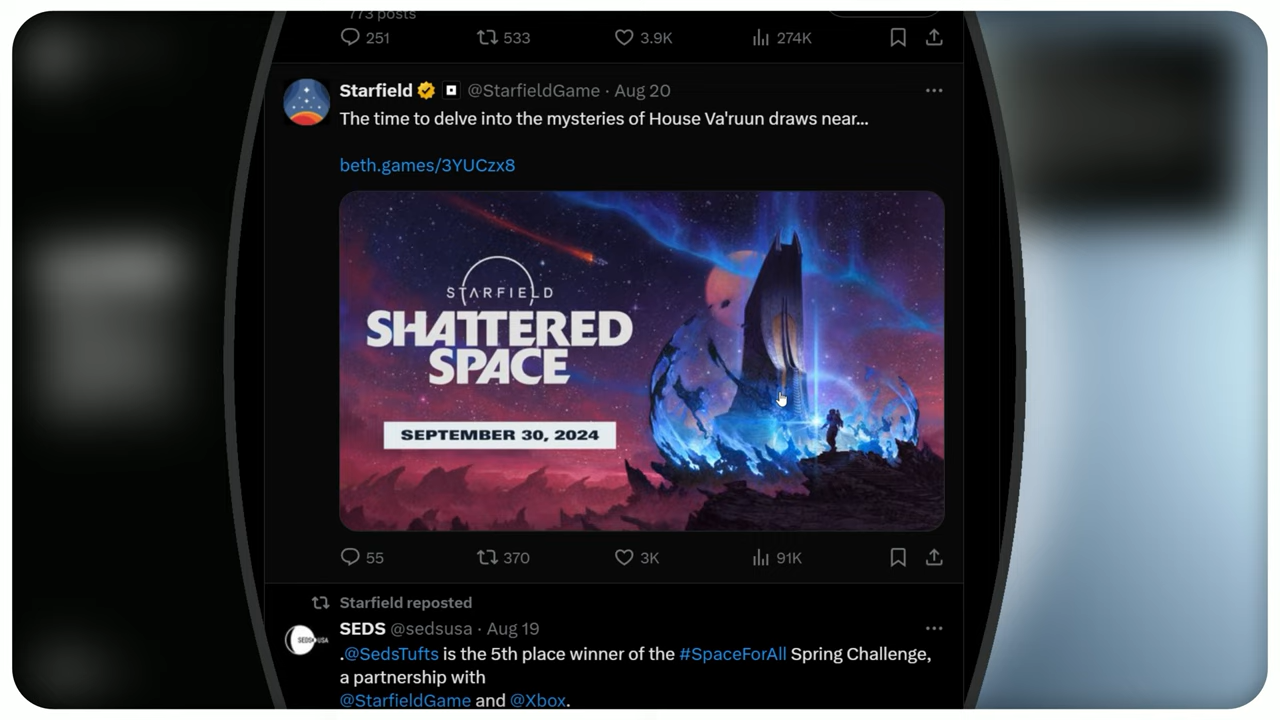 773 posts
251 533 3.9K 274K
Starfield @StarfieldGame · Aug 20
The time to delve into the mysteries of House Va'ruun draws near...
beth.games/3YUCzx8
STARFIELD
SHATTERED
SPACE
SEPTEMBER 30, 2024
55 370 3K 91K
Starfield reposted
SEDS @sedsusa · Aug 19
.@SedsTufts is the 5th place winner of the #SpaceForAll Spring Challenge,
a partnership with
@StarfieldGame and @Xbox.